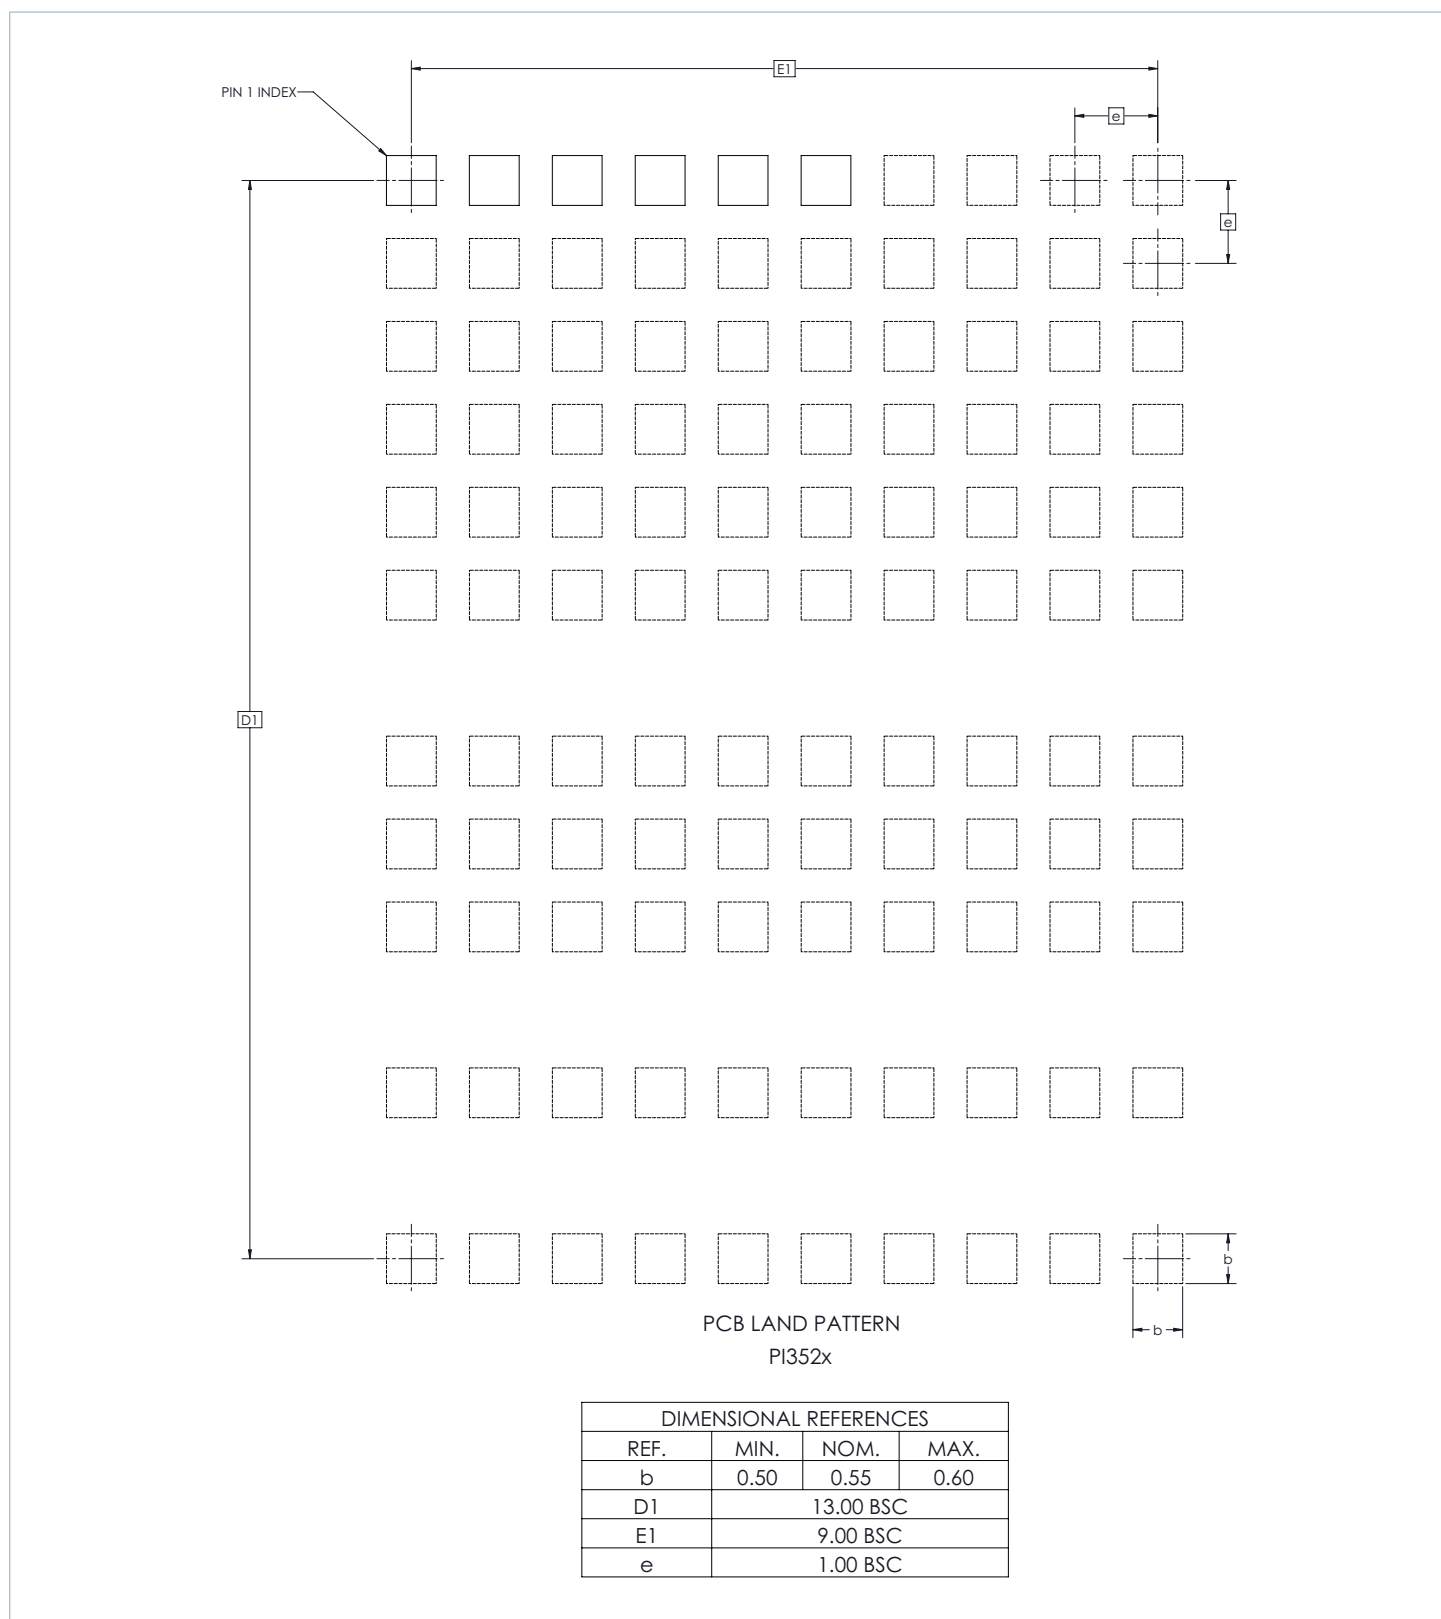 E1
PIN 1 INDEX
e
e
D1
b
b
PCB LAND PATTERN
PI352x
DIMENSIONAL REFERENCES
REF. MIN. NOM. MAX.
b 0.50 0.55 0.60
D1 13.00 BSC
E1 9.00 BSC
e 1.00 BSC